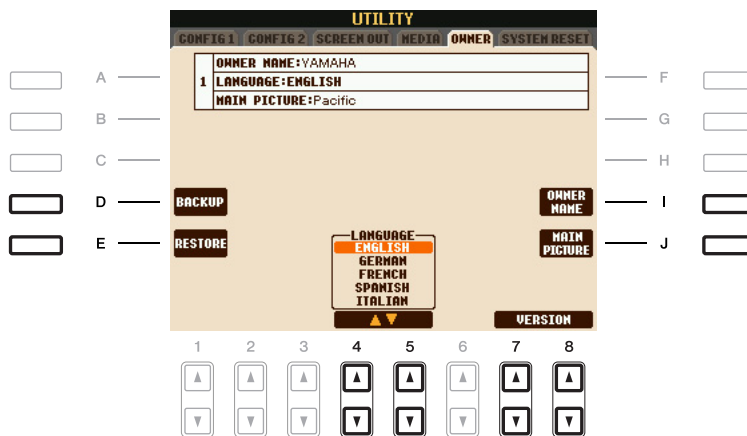 UTILITY
CONFIG 1 CONFIG 2 SCREEN OUT MEDIA OWNER SYSTEM RESET
OWNER NAME:YAMAHA
1 LANGUAGE:ENGLISH
MAIN PICTURE:Pacific
A F
B G
C H
D BACKUP OWNER NAME I
E RESTORE MAIN PICTURE J
LANGUAGE
ENGLISH
GERMAN
FRENCH
SPANISH
ITALIAN
VERSION
1 2 3 4 5 6 7 8